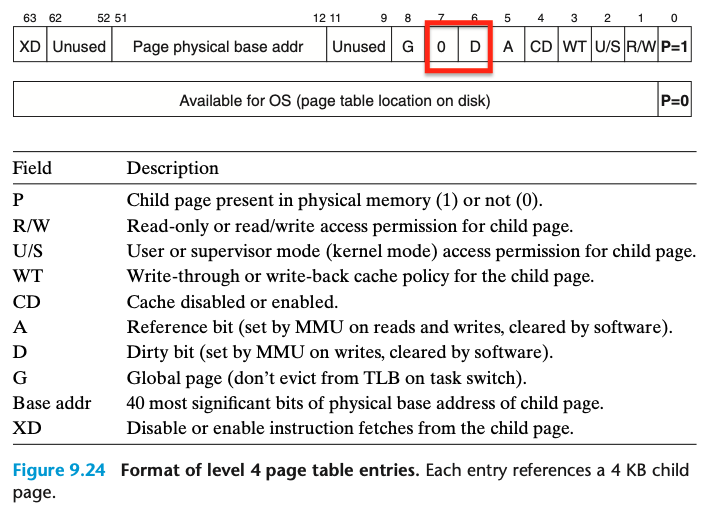 63 62 52 51 12 11 9 8 7 6 5 4 3 2 1 0
XD Unused Page physical base addr Unused G 0 D A CD WT U/S R/W P=1
Available for OS (page table location on disk) P=0
Field Description
P Child page present in physical memory (1) or not (0).
R/W Read-only or read/write access permission for child page.
U/S User or supervisor mode (kernel mode) access permission for child page.
WT Write-through or write-back cache policy for the child page.
CD Cache disabled or enabled.
A Reference bit (set by MMU on reads and writes, cleared by software).
D Dirty bit (set by MMU on writes, cleared by software).
G Global page (don’t evict from TLB on task switch).
Base addr 40 most significant bits of physical base address of child page.
XD Disable or enable instruction fetches from the child page.
Figure 9.24 Format of level 4 page table entries. Each entry references a 4 KB child
page.